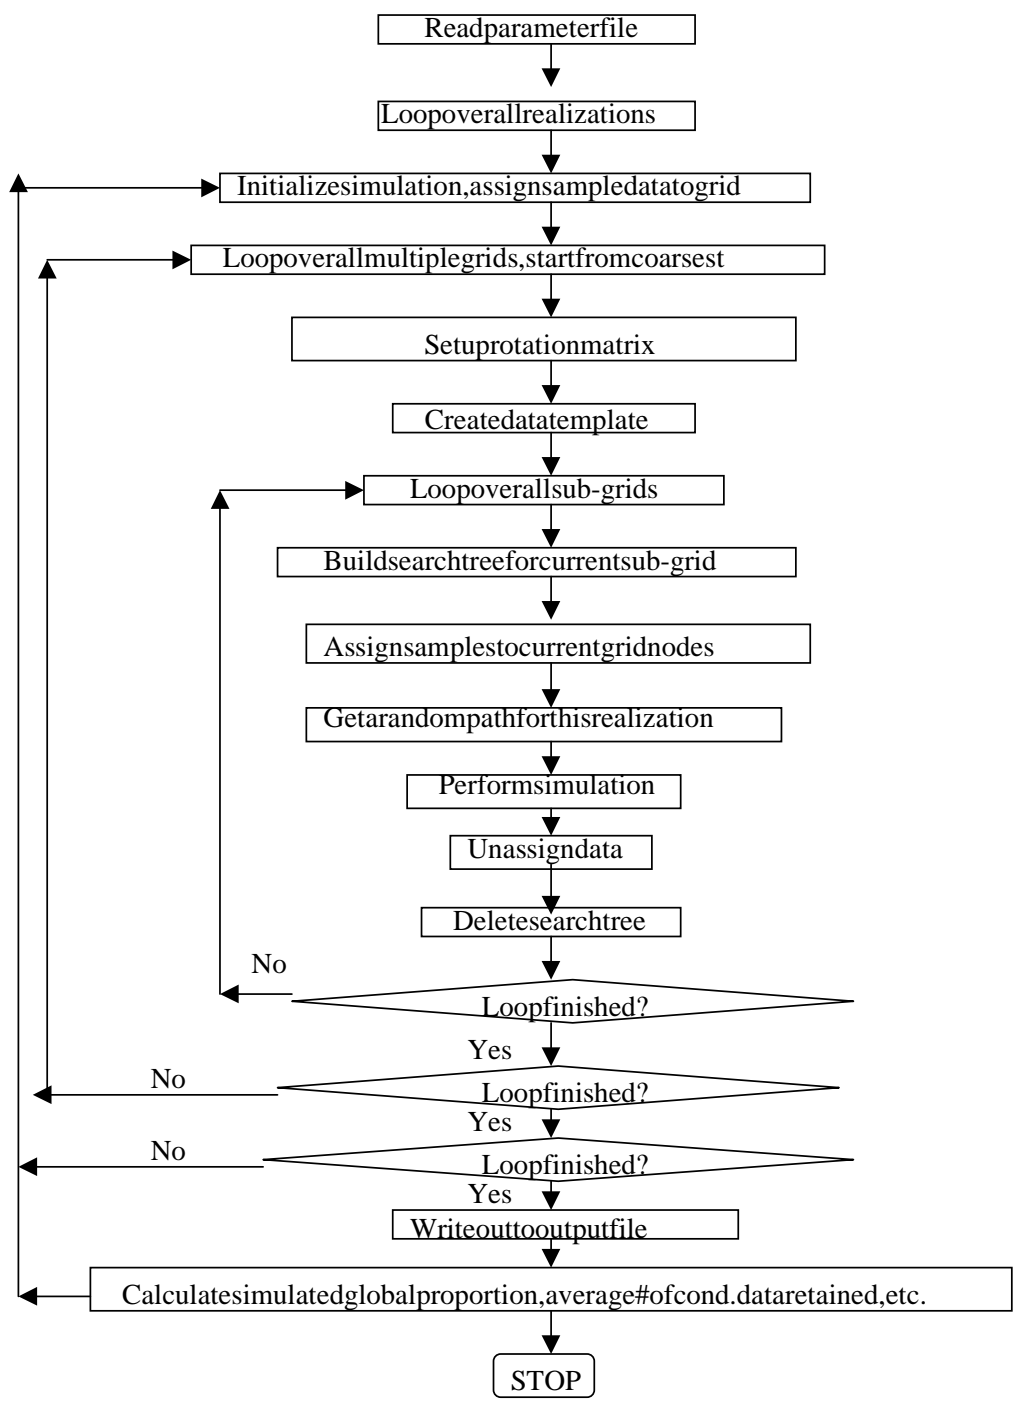 Readparameterfile
Loopoverallrealizations
Initializesimulation,assignsampledatatogrid
Loopoverallmultiplegrids,startfromcoarsest
Setuprotationmatrix
Createdatatemplate
Loopoverallsub-grids
Buildsearchtreeforcurrentsub-grid
Assignsamplestocurrentgridnodes
Getarandompathforthisrealization
Performsimulation
Unassigndata
Deletesearchtree
No
Loopfinished?
Yes
No
Loopfinished?
Yes
No
Loopfinished?
Yes
Writeouttooutputfile
Calculatesimulatedglobalproportion,average#ofcond.dataretained,etc.
STOP